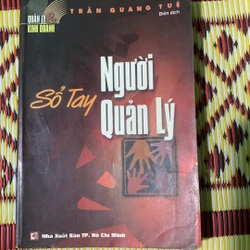 QUẢN LÝ
KINH DOANH
TRẦN QUANG TUỆ
Biên dịch
Sổ Tay
Người
Quản Lý
Nhà Xuất Bản TP. Hồ Chí Minh